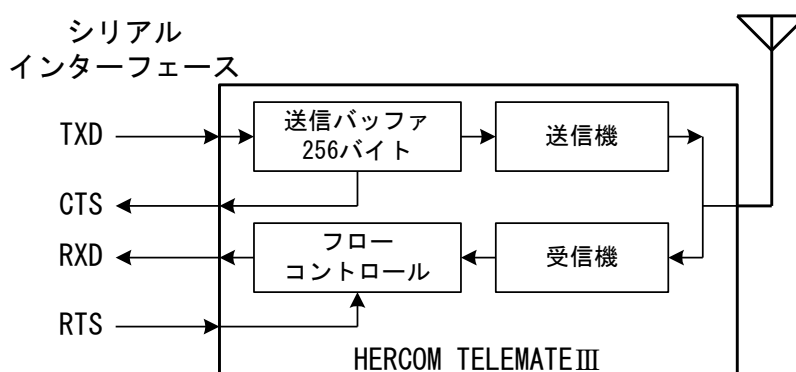 シリアル
インターフェース
TXD
送信バッファ
256バイト
送信機
CTS
RXD
フロー
コントロール
受信機
RTS
HERCOM TELEMATEⅢ